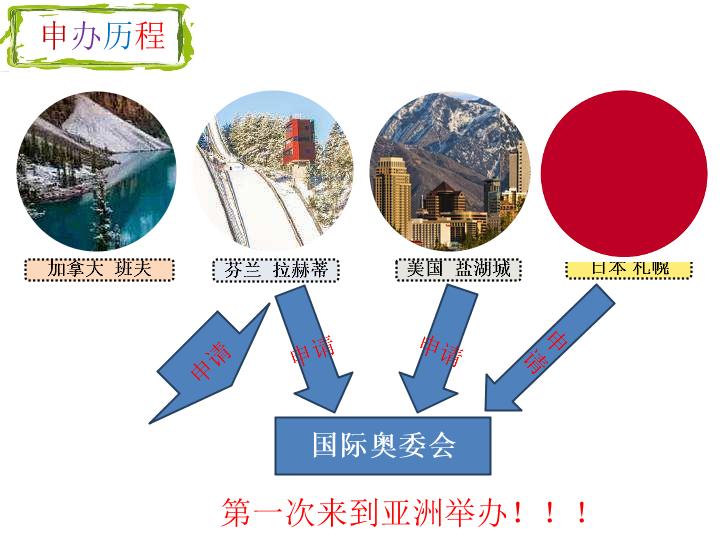 申办历程
加拿大 班夫
芬兰 拉赫蒂
美国 盐湖城
日本 札幌
申请
申请
申请
申请
国际奥委会
第一次来到亚洲举办！！！